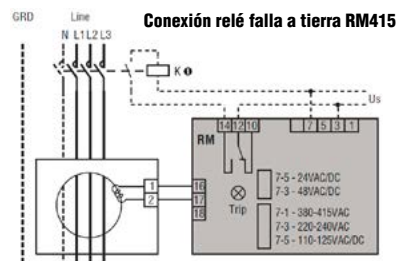 Conexión relé falla a tierra RM415
GRD
Line
N L1 L2 L3
K
Us
14 12 10
7 5 3 1
RM
1
2
16
17
18
Trip
7-5 - 24VAC/DC
7-3 - 48VAC/DC
7-1 - 380-415VAC
7-3 - 220-240VAC
7-5 - 110-125VAC/DC